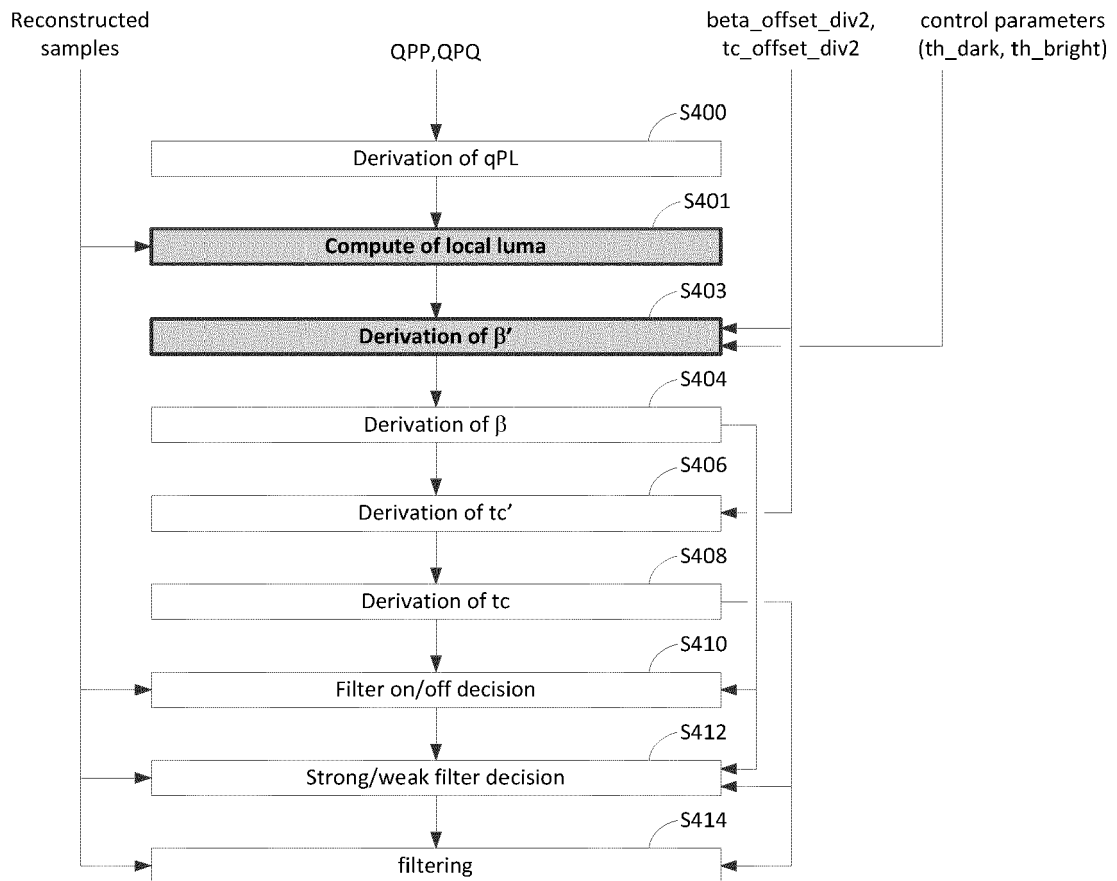 Reconstructed
samples
QPP,QPQ
beta_offset_div2,
tc_offset_div2
control parameters
(th_dark, th_bright)
S400
Derivation of qPL
S401
Compute of local luma
S403
Derivation of β'
S404
Derivation of β
S406
Derivation of tc'
S408
Derivation of tc
S410
Filter on/off decision
S412
Strong/weak filter decision
S414
filtering